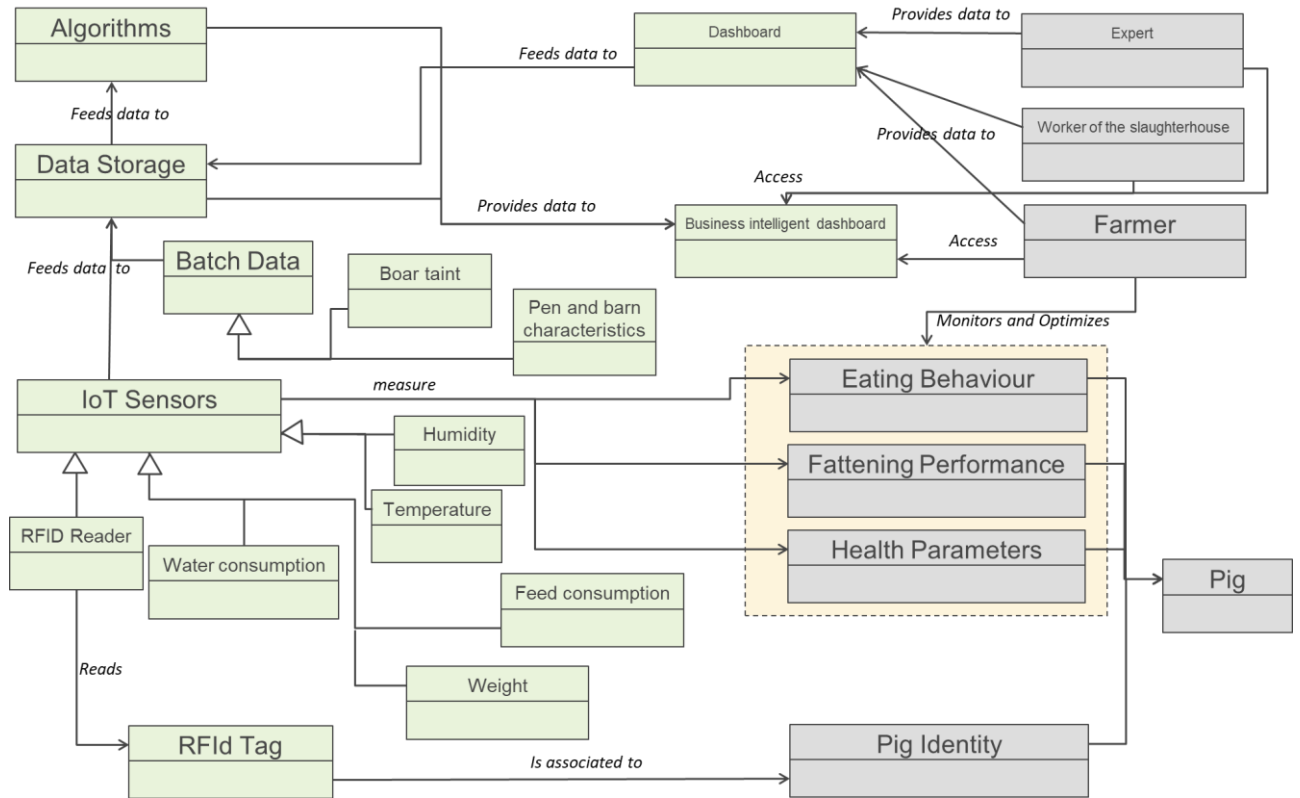 Algorithms
Dashboard
Provides data to
Expert
Feeds data to
Feeds data to
Worker of the slaughterhouse
Provides data to
Data Storage
Access
Provides data to
Business intelligent dashboard
Farmer
Access
Batch Data
Feeds data to
Boar taint
Pen and barn
characteristics
Monitors and Optimizes
IoT Sensors
measure
Eating Behaviour
Humidity
Fattening Performance
Temperature
RFID Reader
Water consumption
Health Parameters
Feed consumption
Pig
Reads
Weight
RFId Tag
Is associated to
Pig Identity